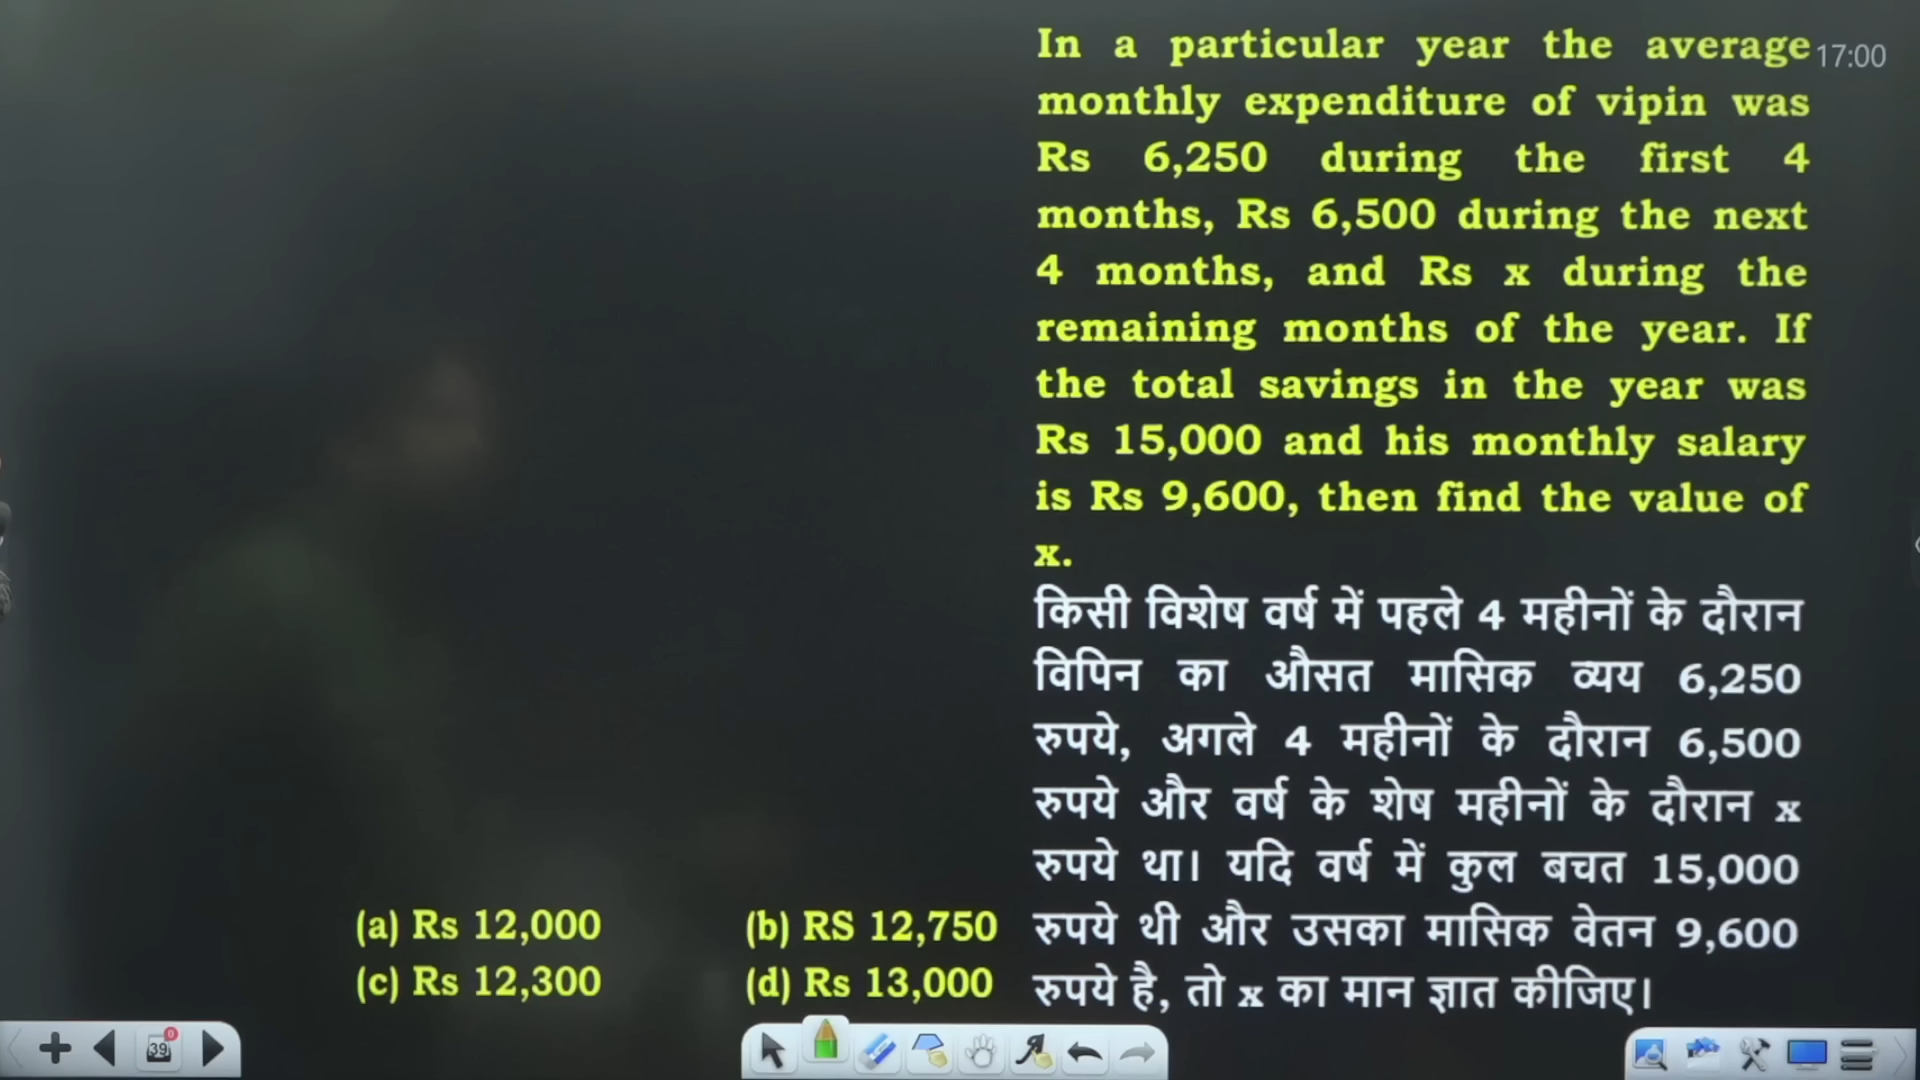 In a particular year the average
monthly expenditure of vipin was
Rs 6,250 during the first 4
months, Rs 6,500 during the next
4 months, and Rs x during the
remaining months of the year. If
the total savings in the year was
Rs 15,000 and his monthly salary
is Rs 9,600, then find the value of
x.
किसी विशेष वर्ष में पहले 4 महीनों के दौरान
विपिन का औसत मासिक व्यय 6,250
रुपये, अगले 4 महीनों के दौरान 6,500
रुपये और वर्ष के शेष महीनों के दौरान x
रुपये था। यदि वर्ष में कुल बचत 15,000
रुपये थी और उसका मासिक वेतन 9,600
रुपये है, तो x का मान ज्ञात कीजिए।
(a) Rs 12,000 (b) RS 12,750
(c) Rs 12,300 (d) Rs 13,000
17:00
39
0